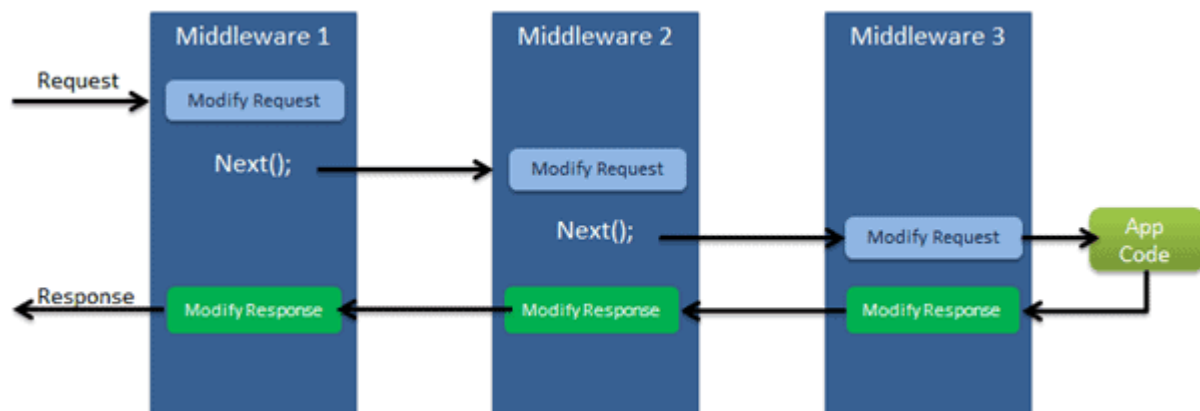 Middleware 1
Middleware 2
Middleware 3
Request
Modify Request
Next();
Modify Request
Next();
Modify Request
App
Code
Response
Modify Response
Modify Response
Modify Response